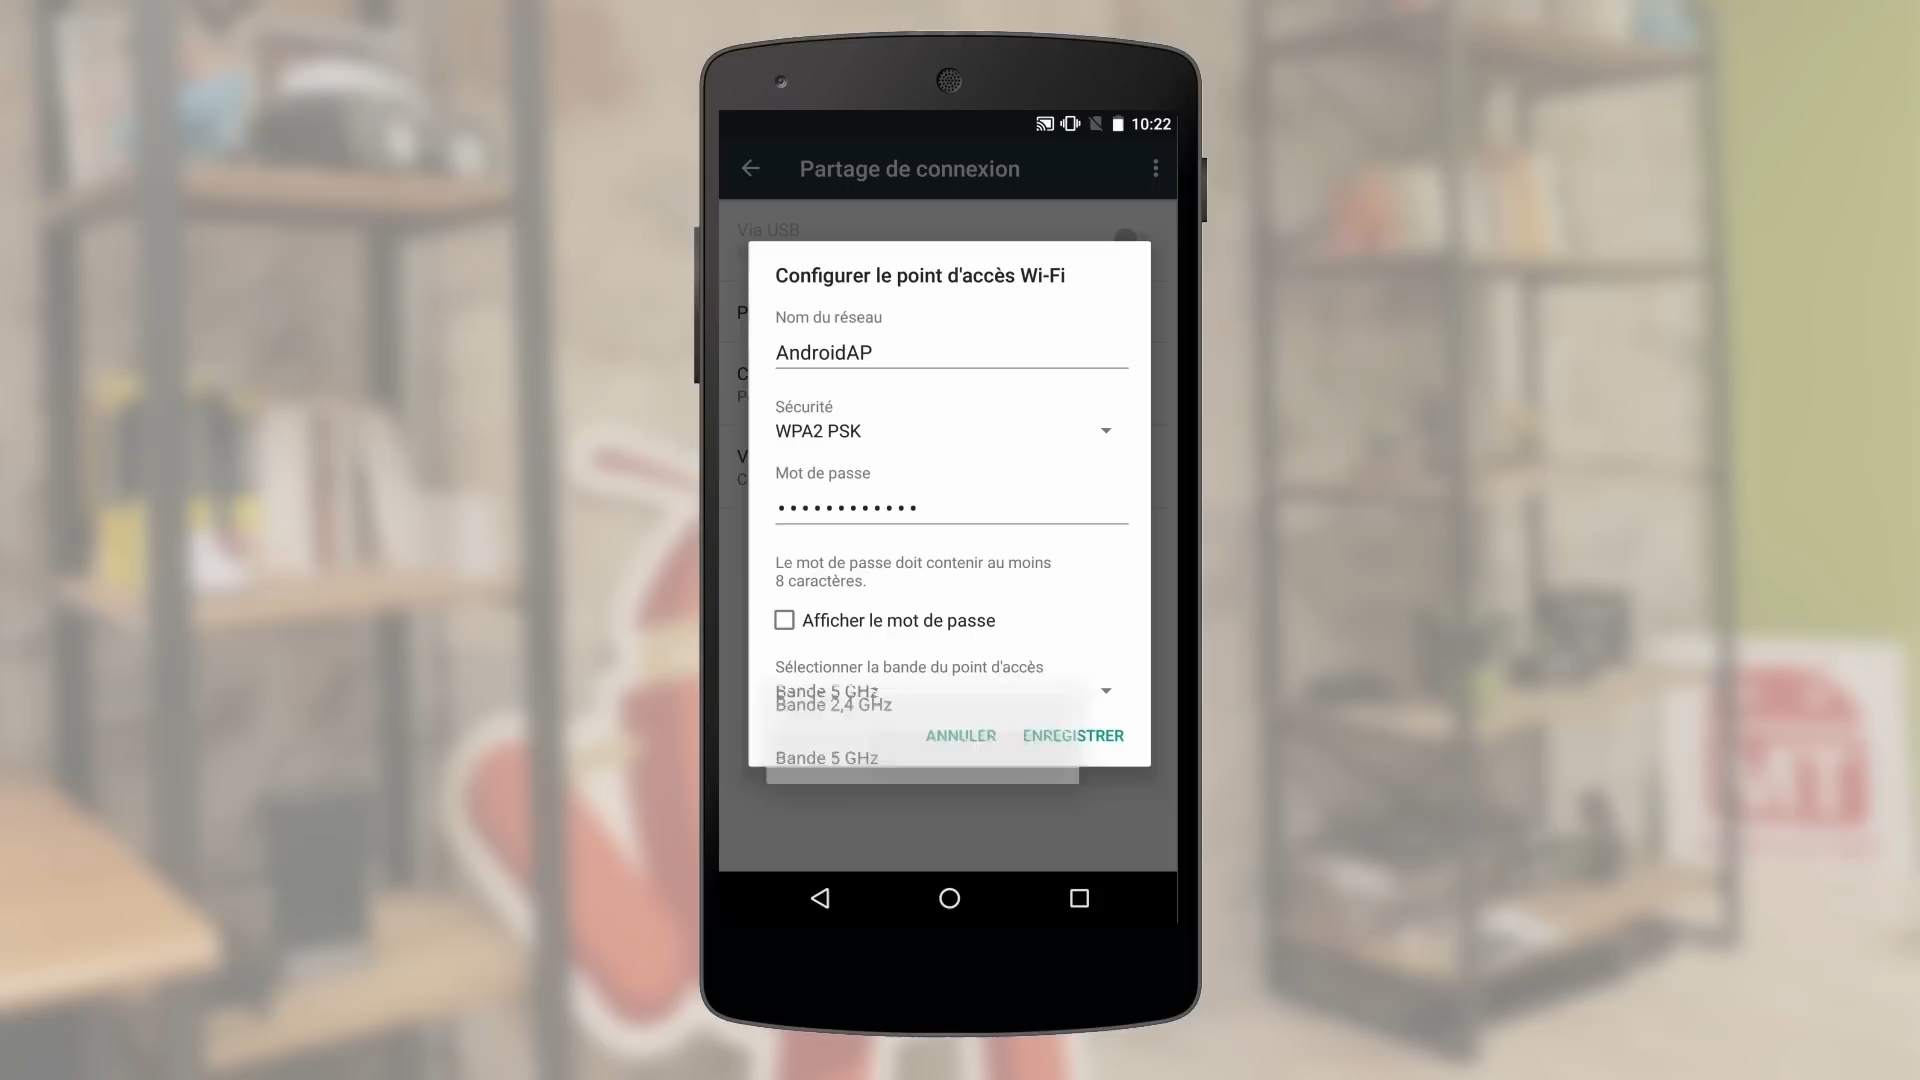 10:22
Partage de connexion
Via USB
P
C
P
V
C
Configurer le point d'accès Wi-Fi
Nom du réseau
AndroidAP
Sécurité
WPA2 PSK
Mot de passe
••••••••••••
Le mot de passe doit contenir au moins
8 caractères.
Afficher le mot de passe
Sélectionner la bande du point d'accès
Bande 5 GHz
Bande 2,4 GHz
ANNULER ENREGISTRER
Bande 5 GHz
MT